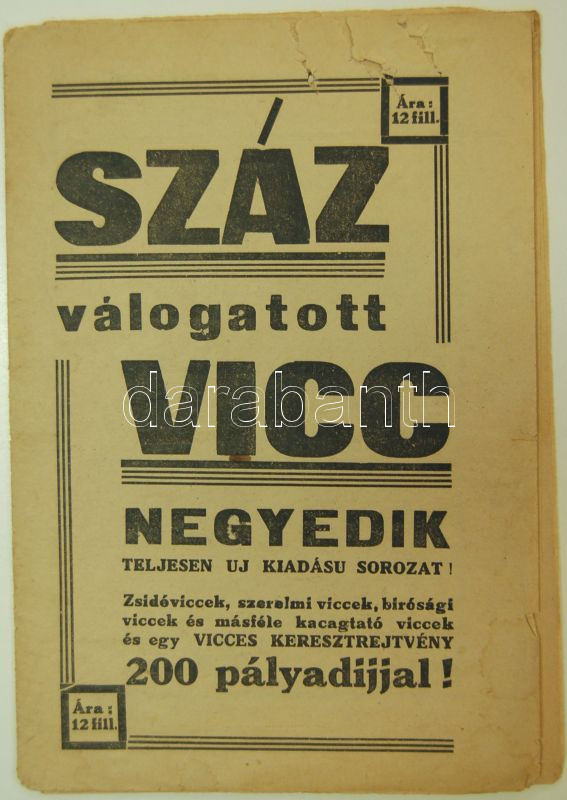 Ára:
12 fill.
SZÁZ
válogatott
VICC
darabanth
NEGYEDIK
TELJESEN UJ KIADÁSU SOROZAT!
Zsidóviccek, szerelmi viccek, birósági
viccek és másféle kacagtató viccek
és egy VICCES KERESZTREJTVÉNY
200 pályadijjal!
Ára:
12 fill.